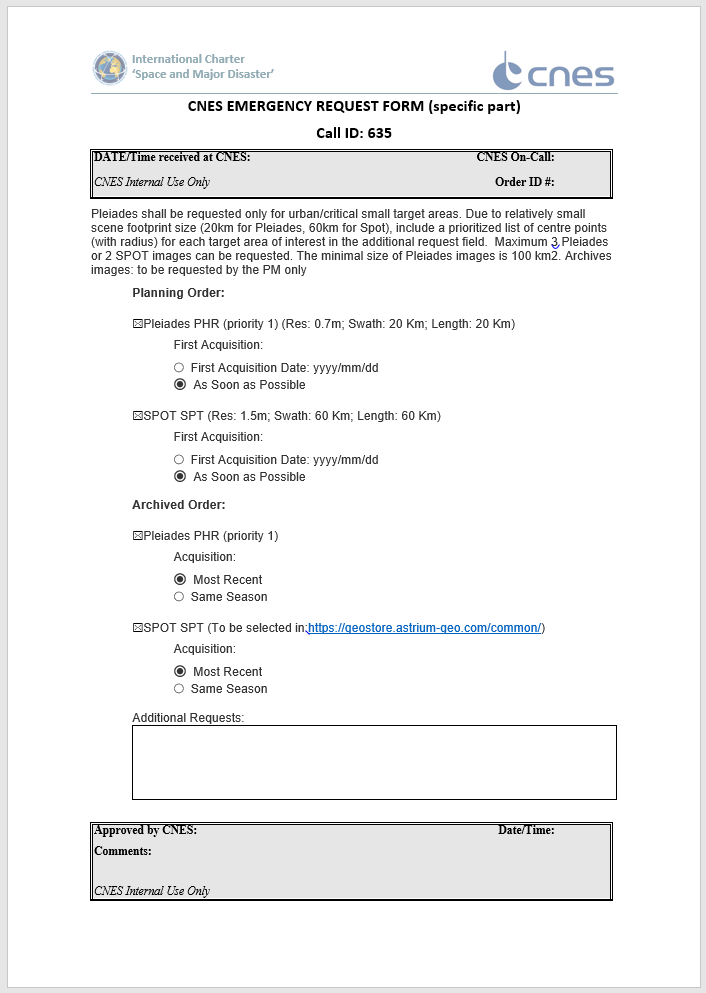 International Charter
‘Space and Major Disaster’
cnes
CNES EMERGENCY REQUEST FORM (specific part)
Call ID: 635
DATE/Time received at CNES: CNES On-Call:
CNES Internal Use Only Order ID #:
Pleiades shall be requested only for urban/critical small target areas. Due to relatively small
scene footprint size (20km for Pleiades, 60km for Spot), include a prioritized list of centre points
(with radius) for each target area of interest in the additional request field.  Maximum 3 Pleiades
or 2 SPOT images can be requested. The minimal size of Pleiades images is 100 km2. Archives
images: to be requested by the PM only
Planning Order:
☒Pleiades PHR (priority 1) (Res: 0.7m; Swath: 20 Km; Length: 20 Km)
First Acquisition:
○ First Acquisition Date: yyyy/mm/dd
◉ As Soon as Possible
☒SPOT SPT (Res: 1.5m; Swath: 60 Km; Length: 60 Km)
First Acquisition:
○ First Acquisition Date: yyyy/mm/dd
◉ As Soon as Possible
Archived Order:
☒Pleiades PHR (priority 1)
Acquisition:
◉ Most Recent
○ Same Season
☒SPOT SPT (To be selected in:https://geostore.astrium-geo.com/common/)
Acquisition:
◉ Most Recent
○ Same Season
Additional Requests:
Approved by CNES: Date/Time:
Comments:
CNES Internal Use Only